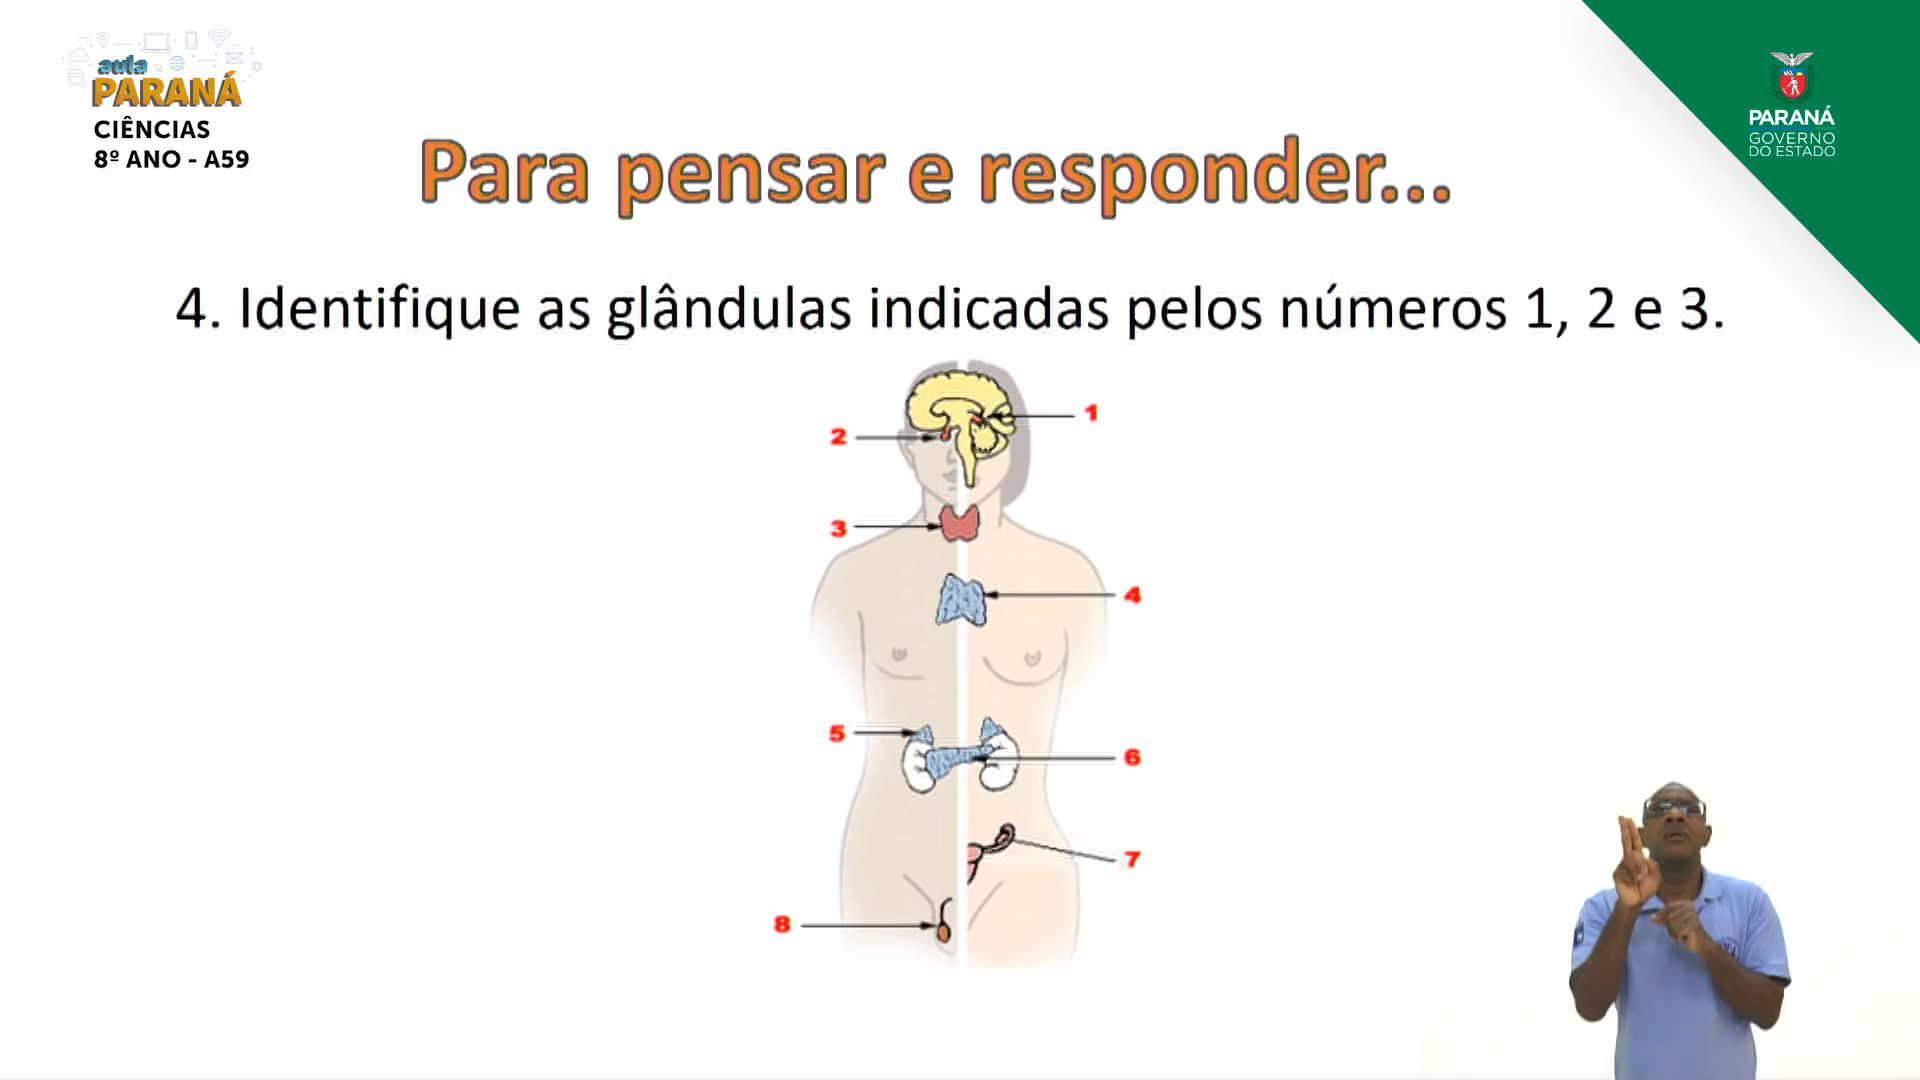 aula
PARANÁ
CIÊNCIAS
8º ANO - A59
PARANÁ
GOVERNO
DO ESTADO
Para pensar e responder...
4. Identifique as glândulas indicadas pelos números 1, 2 e 3.
1
2
3
4
5
6
7
8